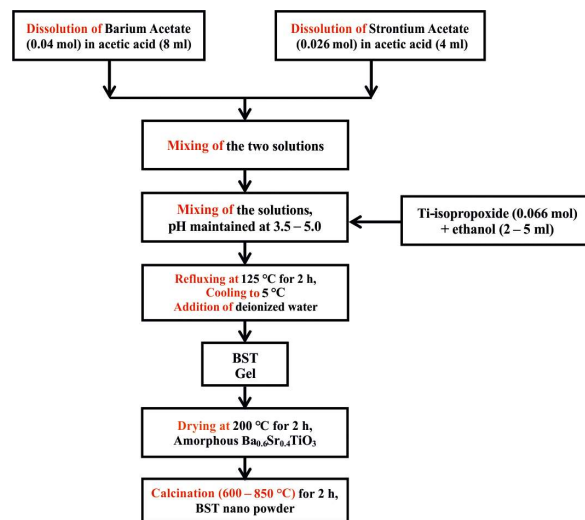 Dissolution of Barium Acetate
(0.04 mol) in acetic acid (8 ml)
Dissolution of Strontium Acetate
(0.026 mol) in acetic acid (4 ml)
Mixing of the two solutions
Mixing of the solutions,
pH maintained at 3.5 – 5.0
Ti-isopropoxide (0.066 mol)
+ ethanol (2 – 5 ml)
Refluxing at 125 °C for 2 h,
Cooling to 5 °C
Addition of deionized water
BST
Gel
Drying at 200 °C for 2 h,
Amorphous Ba₀.₆Sr₀.₄TiO₃
Calcination (600 – 850 °C) for 2 h,
BST nano powder